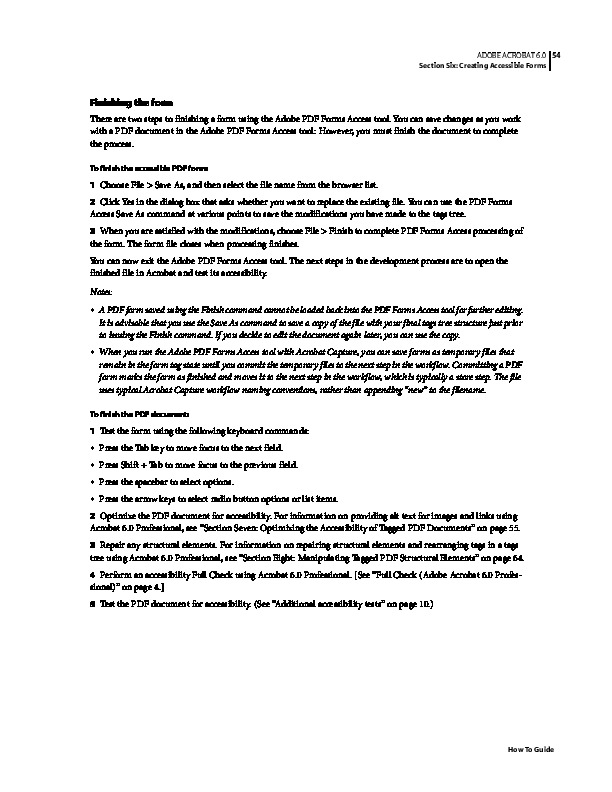 ADOBE ACROBAT 6.0 54
Section Six: Creating Accessible Forms
Finishing the form
There are two steps to finishing a form using the Adobe PDF Forms Access tool. You can save changes as you work
with a PDF document in the Adobe PDF Forms Access tool: However, you must finish the document to complete
the process.
To finish the accessible PDF form:
1 Choose File > Save As, and then select the file name from the browser list.
2 Click Yes in the dialog box that asks whether you want to replace the existing file. You can use the PDF Forms
Access Save As command at various points to save the modifications you have made to the tags tree.
3 When you are satisfied with the modifications, choose File > Finish to complete PDF Forms Access processing of
the form. The form file closes when processing finishes.
You can now exit the Adobe PDF Forms Access tool. The next steps in the development process are to open the
finished file in Acrobat and test its accessibility.
Notes:
• A PDF form saved using the Finish command cannot be loaded back into the PDF Forms Access tool for further editing.
It is advisable that you use the Save As command to save a copy of the file with your final tags tree structure just prior
to issuing the Finish command. If you decide to edit the document again later, you can use the copy.
• When you run the Adobe PDF Forms Access tool with Acrobat Capture, you can save forms as temporary files that
remain in the form tag state until you commit the temporary files to the next step in the workflow. Committing a PDF
form marks the form as finished and moves it to the next step in the workflow, which is typically a store step. The file
uses typical Acrobat Capture workflow naming conventions, rather than appending "new" to the filename.
To finish the PDF document:
1 Test the form using the following keyboard commands:
• Press the Tab key to move focus to the next field.
• Press Shift + Tab to move focus to the previous field.
• Press the spacebar to select options.
• Press the arrow keys to select radio button options or list items.
2 Optimize the PDF document for accessibility. For information on providing alt text for images and links using
Acrobat 6.0 Professional, see "Section Seven: Optimizing the Accessibility of Tagged PDF Documents" on page 55.
3 Repair any structural elements. For information on repairing structural elements and rearranging tags in a tags
tree using Acrobat 6.0 Professional, see "Section Eight: Manipulating Tagged PDF Structural Elements" on page 64.
4 Perform an accessibility Full Check using Acrobat 6.0 Professional. [See "Full Check (Adobe Acrobat 6.0 Profes-
sional)" on page 4.]
5 Test the PDF document for accessibility. (See "Additional accessibility tests" on page 10.)
How To Guide